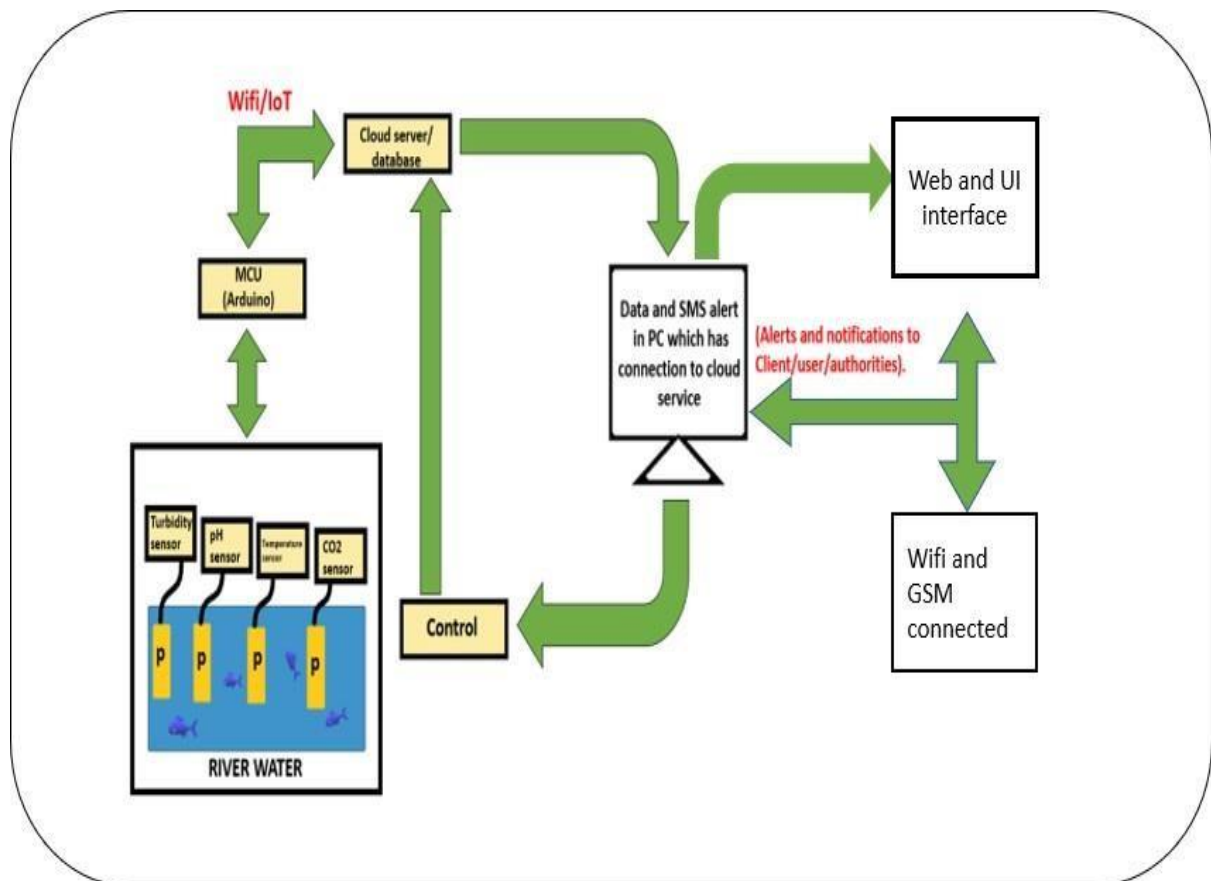 Wifi/IoT
Cloud server/
database
Web and UI
interface
MCU
(Arduino)
Data and SMS alert
in PC which has
connection to cloud
service
(Alerts and notifications to
Client/user/authorities).
Turbidity
sensor
pH
sensor
Temperature
sensor
CO2
sensor
Control
Wifi and
GSM
connected
P
P
P
P
RIVER WATER